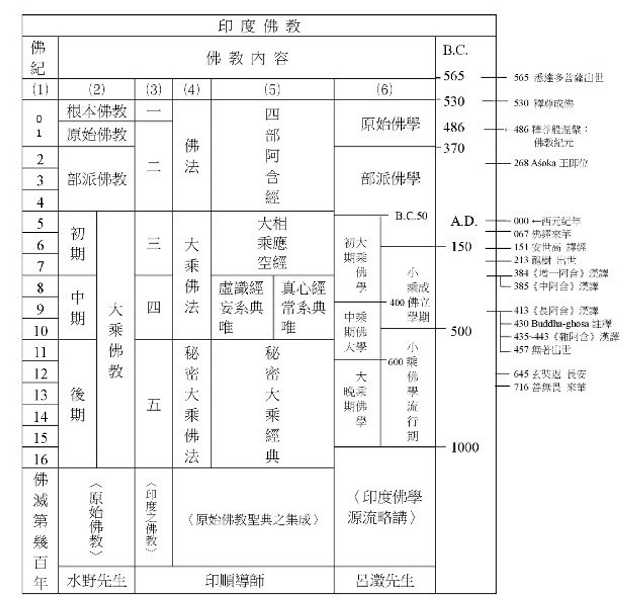 印度佛教
佛紀
佛教內容
B.C.
565
(1)
(2)
(3)
(4)
(5)
(6)
530
486
370
0
1
2
3
4
5
6
7
8
9
10
11
12
13
14
15
16
佛滅第幾百年
根本佛教
原始佛教
部派佛教
初期
中期
後期
大乘佛教
〈原始佛教〉
水野先生
一
二
三
四
五
〈印度之佛教〉
佛法
大乘佛法
秘密大乘佛法
四部阿含經
大乘空
相應經
虛妄唯
識系
經典
真常唯
心系
經典
秘密大乘經典
〈原始佛教聖典之集成〉
印順導師
原始佛學
部派佛學
B.C.50
初期
大乘佛學
400
中期大
乘佛學
600
晚期
大乘佛學
小乘佛學
成立期
小乘佛學流行期
〈印度佛學
源流略講〉
呂澂先生
A.D.
150
500
1000
565 悉達多菩薩出世
530 釋尊成佛
486 釋尊般涅槃：
佛教紀元
268 Aśoka 王即位
000 ←西元紀年
067 佛經來華
151 安世高 譯經
213 龍樹 出世
384《增一阿含》漢譯
385《中阿含》漢譯
413《長阿含》漢譯
430 Buddha-ghosa 註釋
435~443《雜阿含》漢譯
457 無著出世
645 玄奘返 長安
716 善無畏 來華